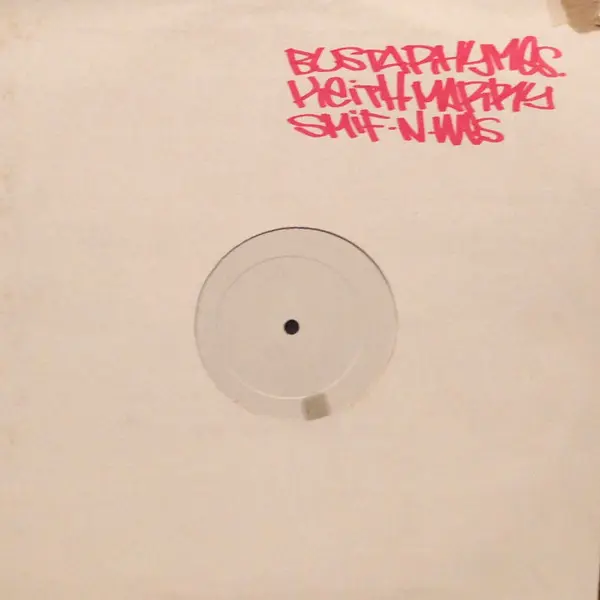 BUSTA RHYMES.
KEITH MURRAY
SMIF-N-WES